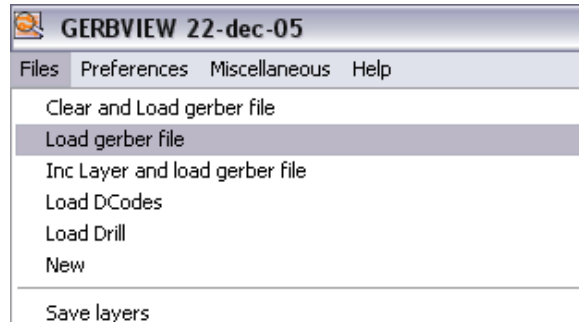 GERBVIEW 22-dec-05
Files Preferences Miscellaneous Help
Clear and Load gerber file
Load gerber file
Inc Layer and load gerber file
Load DCodes
Load Drill
New
Save layers